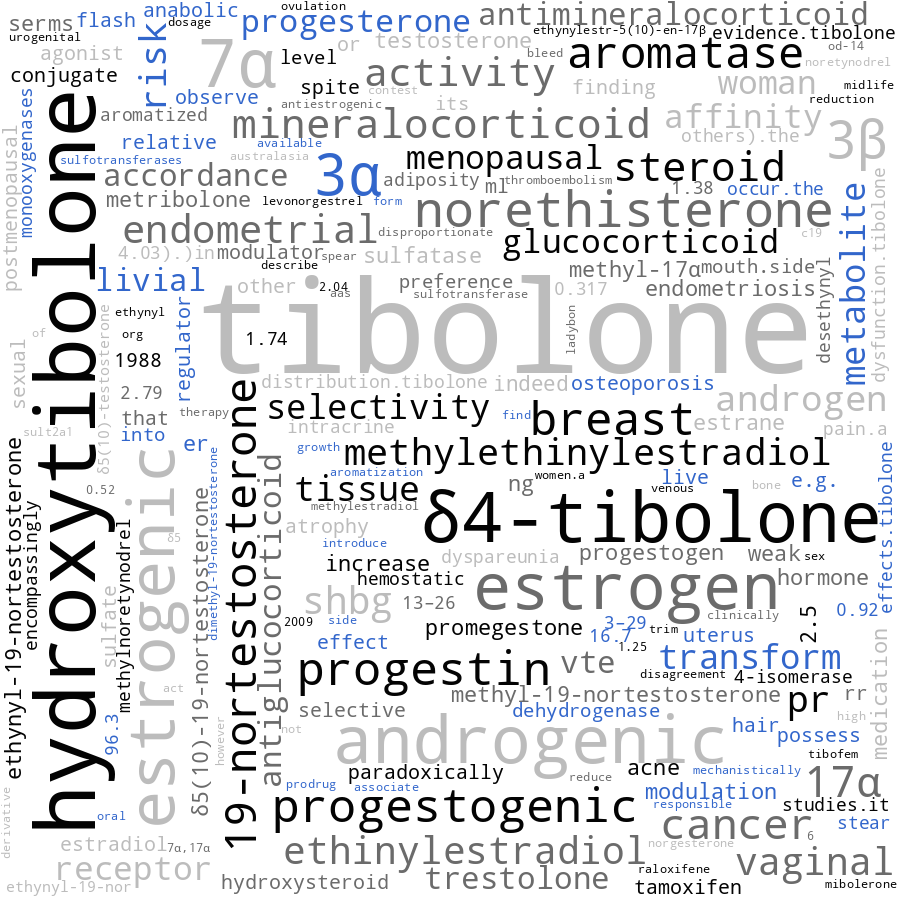 serms
flash
anabolic
dosage
ovulation
progesterone
antimineralocorticoid
urogenital
agonist
risk
7α
level
or
testosterone
ethynylestr-5(10)-en-17β
evidence.tibolone
aromatase
od-14
bleed
noretynodrel
conjugate
spite
activity
contest
finding
woman
midlife
reduction
observe
antiestrogenic
its
aromatized
mineralocorticoid
affinity
others).the
3β
monooxygenases
relative
available
postmenopausal
sulfotransferases
australasia
3α
menopausal
steroid
accordance
adiposity
ml
thromboembolism
1.38
occur.the
metribolone
levonorgestrel
form
norethisterone
metabolite
dysfunction.tibolone
endometrial
disproportionate
glucocorticoid
c19
4.03).)in
modulator
spear
sulfatase
describe
methyl-17α
mouth.side
livial
other
2.04
aas
preference
sulfotransferase
0.317
endometriosis
desethynyl
hydroxytibolone
ethynyl
regulator
tibolone
ladybon
of
org
1.74
δ5(10)-testosterone
1988
sexual
2.79
distribution.tibolone
indeed
osteoporosis
androgen
that
therapy
selectivity
find
breast
estrane
pain.a
sult2a1
into
er
intracrine
growth
methylethinylestradiol
aromatization
live
e.g.
0.52
tissue
ng
women.a
venous
bone
methylestradiol
δ4-tibolone
effects.tibolone
ethynyl-19-nortestosterone
encompassingly
estrogenic
δ5
δ5(10)-19-nortestosterone
dimethyl-19-nortestosterone
19-nortestosterone
antiglucocorticoid
atrophy
introduce
dyspareunia
progestogen
weak
sex
increase
hemostatic
estrogen
hormone
sulfate
methylnoretynodrel
shbg
13–26
clinically
2.5
0.92
2009
side
promegestone
3–29
16.7
trim
uterus
effect
1.25
transform
progestin
vte
disagreement
4-isomerase
medication
act
methyl-19-nortestosterone
pr
rr
96.3
however
selective
dehydrogenase
high
not
androgenic
hair
possess
tibofem
paradoxically
reduce
acne
mechanistically
17α
prodrug
associate
modulation
derivative
oral
progestogenic
responsible
studies.it
cancer
6
stear
estradiol
7α,17α
ethinylestradiol
norgesterone
receptor
vaginal
raloxifene
ethynyl-19-nor
hydroxysteroid
trestolone
tamoxifen
mibolerone